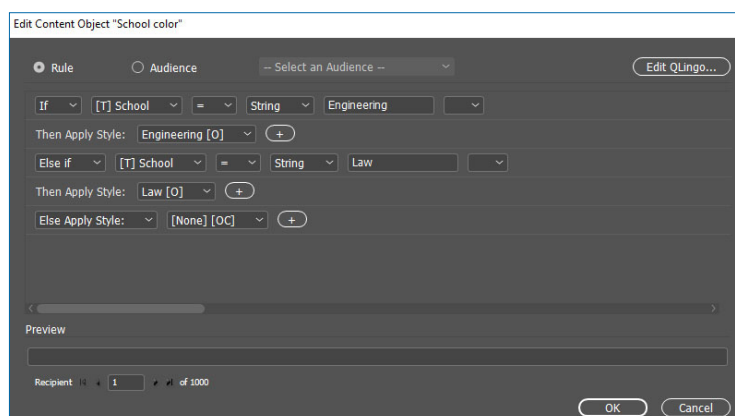 Edit Content Object "School color"
Rule Audience -- Select an Audience -- Edit QLingo...
If [T] School = String Engineering
Then Apply Style: Engineering [O] +
Else if [T] School = String Law
Then Apply Style: Law [O] +
Else Apply Style: [None] [OC] +
Preview
Recipient 1 of 1000
OK Cancel